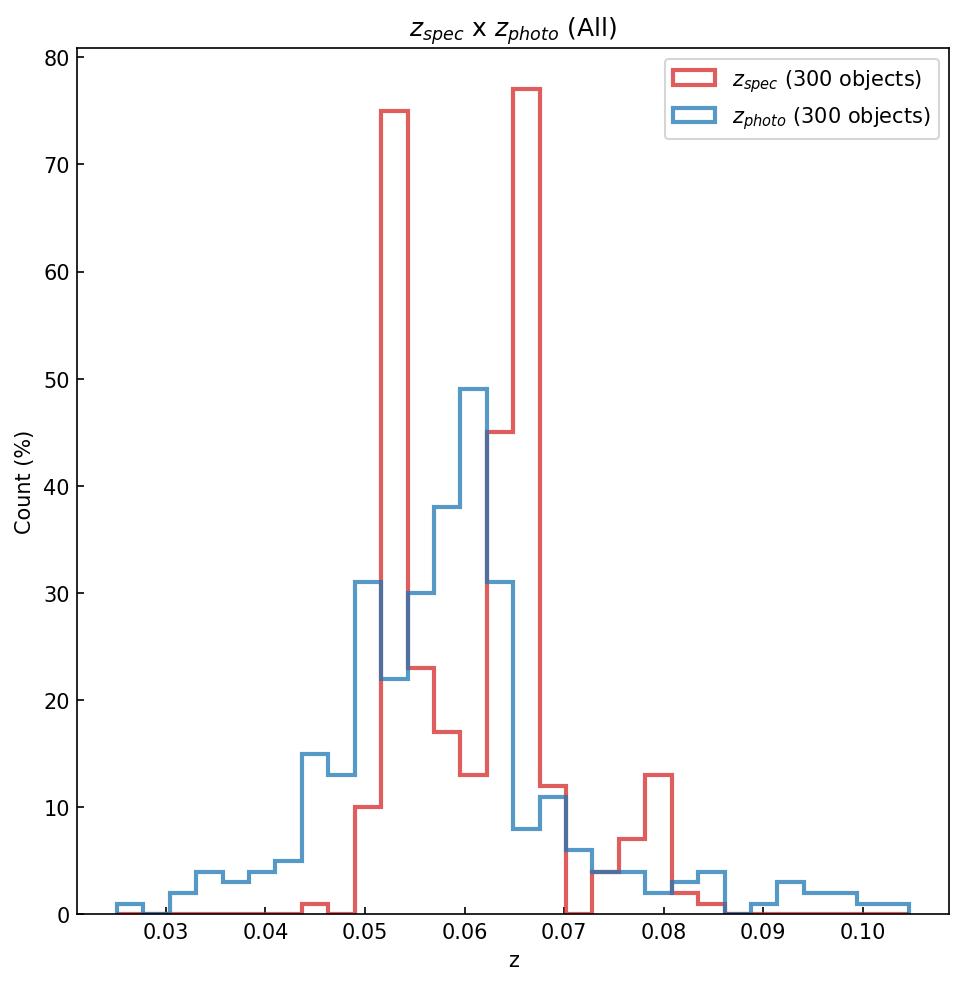 z_spec x z_photo (All)
z_spec (300 objects)
z_photo (300 objects)
80
70
60
50
40
30
20
10
0
Count (%)
0.03 0.04 0.05 0.06 0.07 0.08 0.09 0.10
z